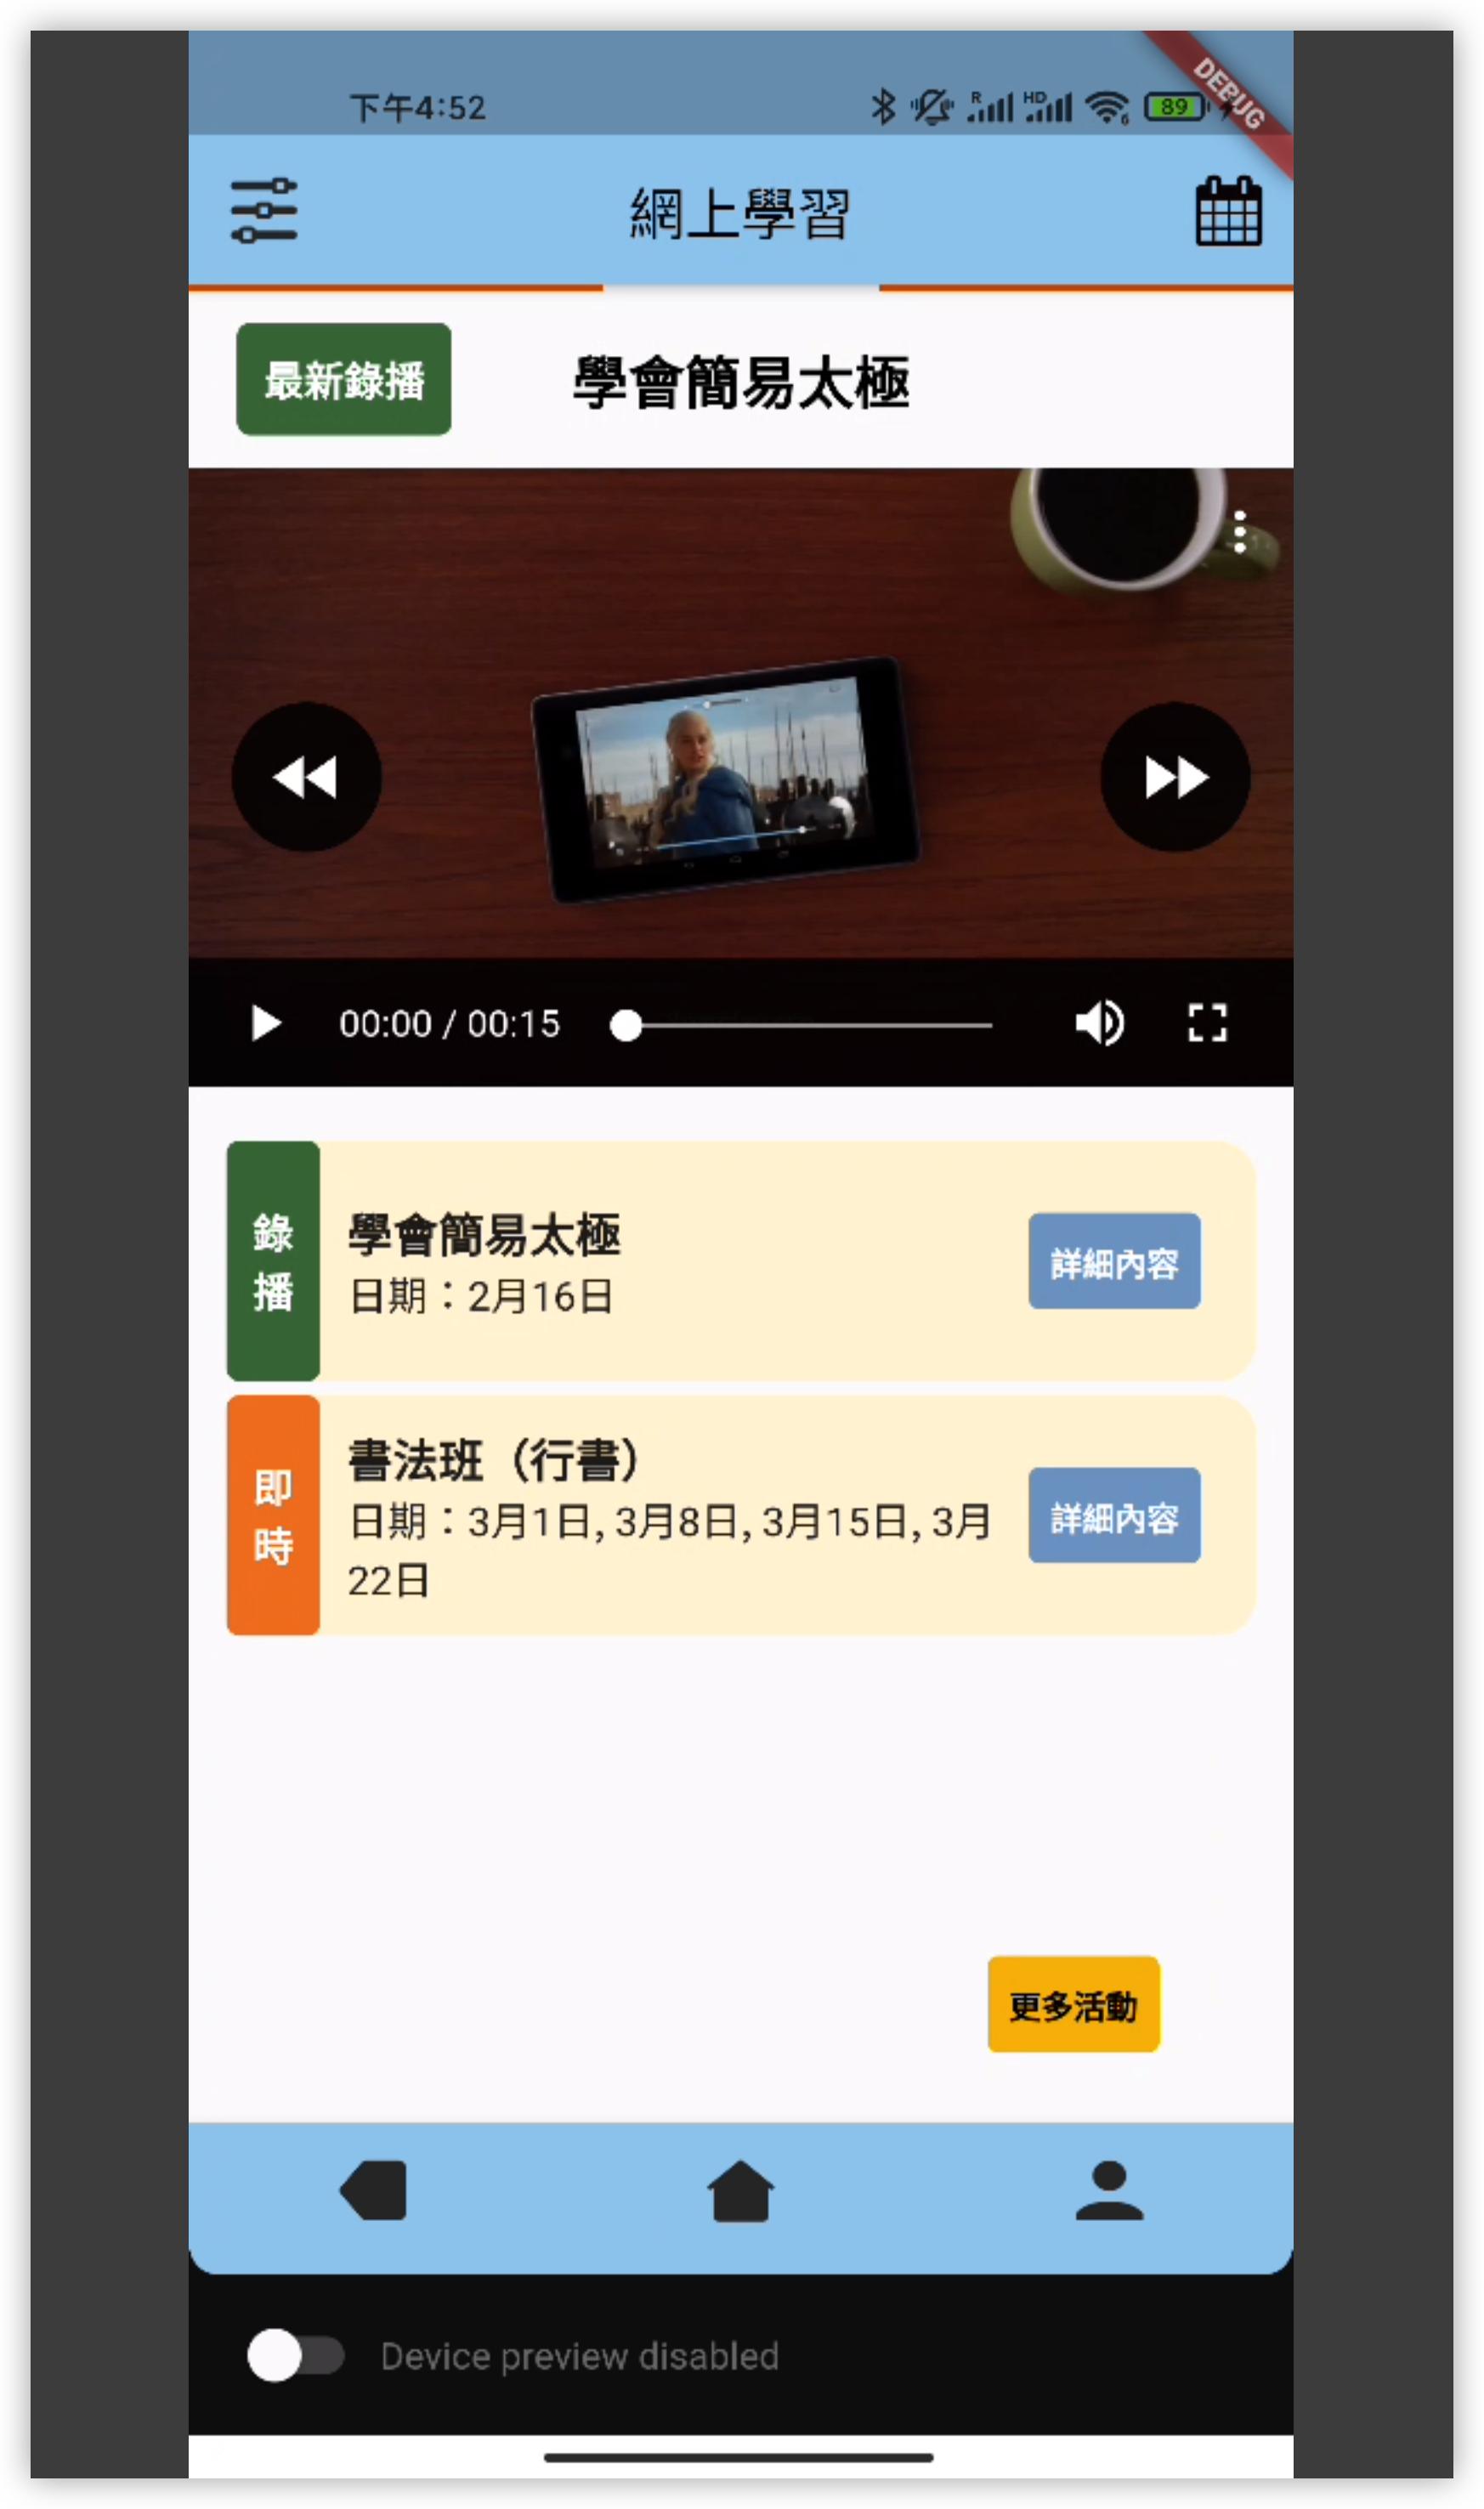 下午4:52
R
HD
6
89
DEBUG
網上學習
最新錄播
學會簡易太極
00:00 / 00:15
錄播
學會簡易太極
日期：2月16日
詳細內容
即時
書法班（行書）
日期：3月1日, 3月8日, 3月15日, 3月
22日
詳細內容
更多活動
Device preview disabled